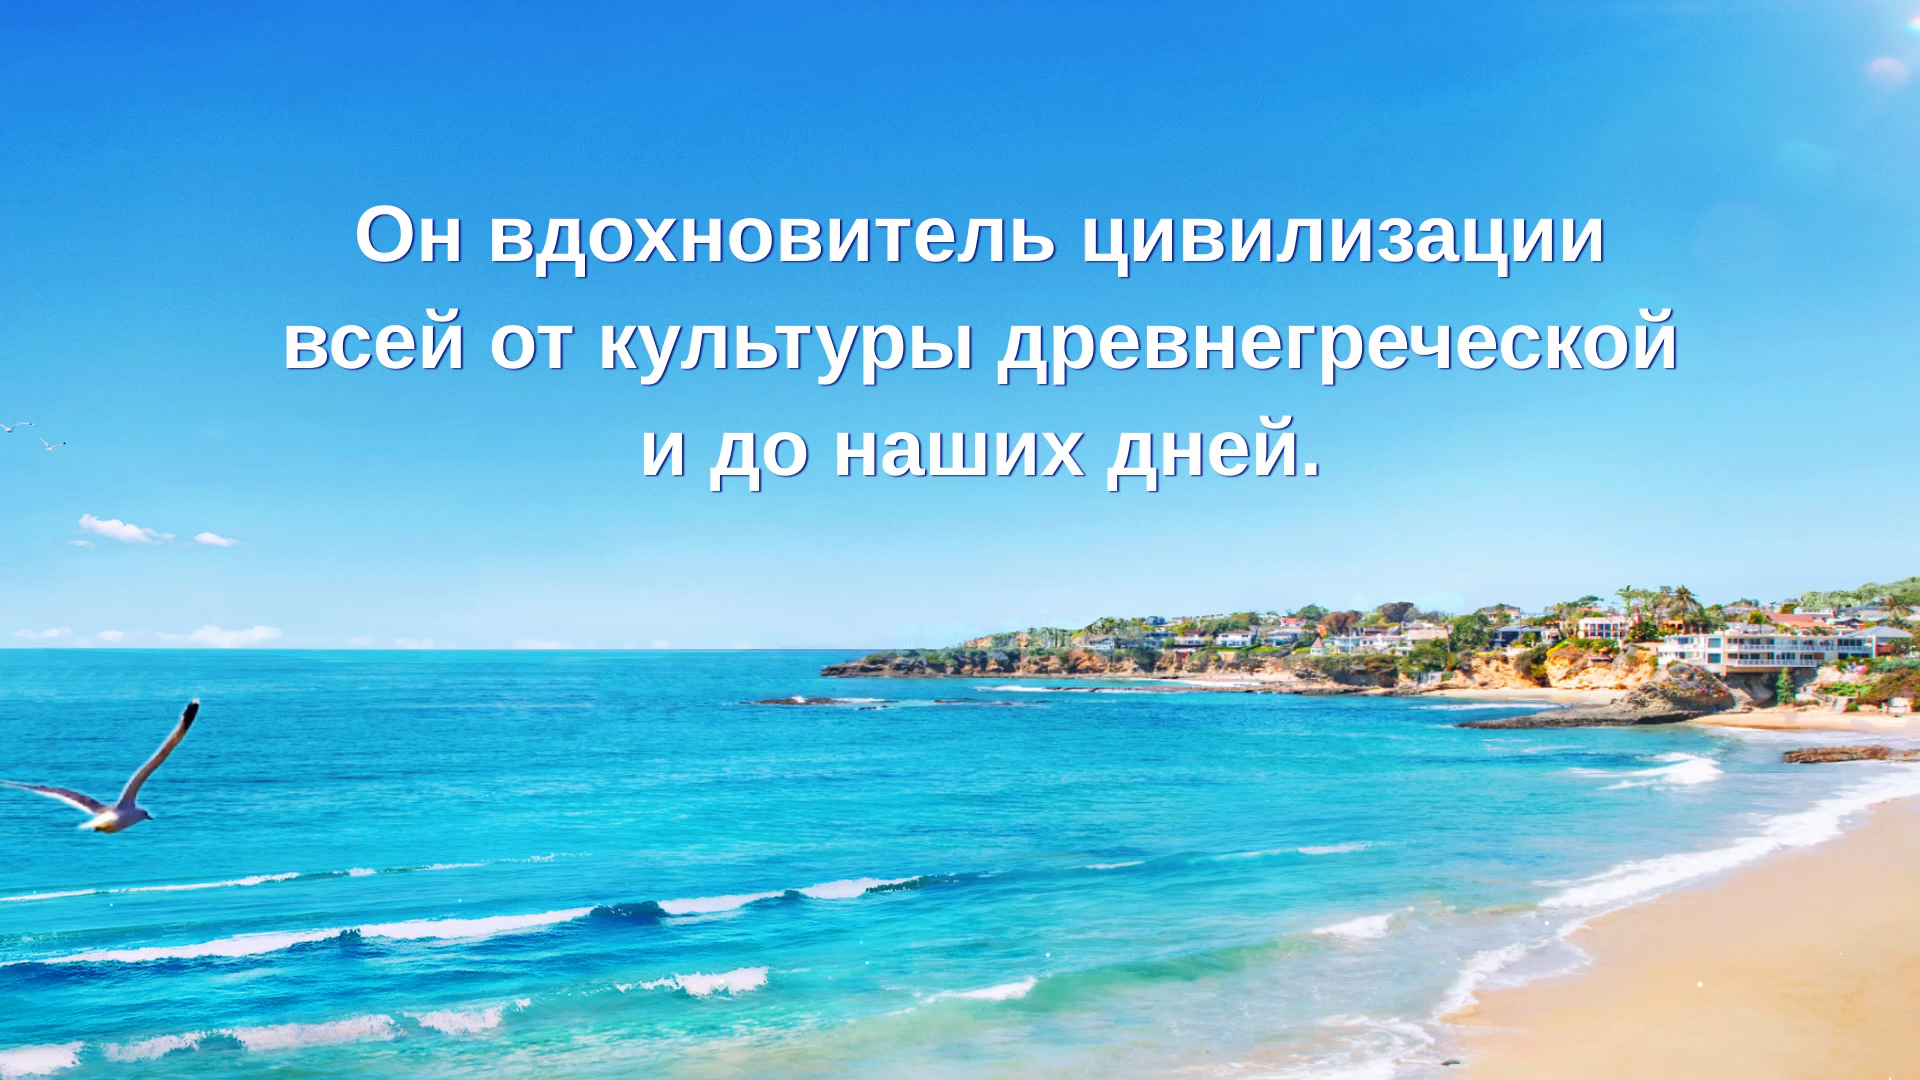 Он вдохновитель цивилизации
всей от культуры древнегреческой
и до наших дней.